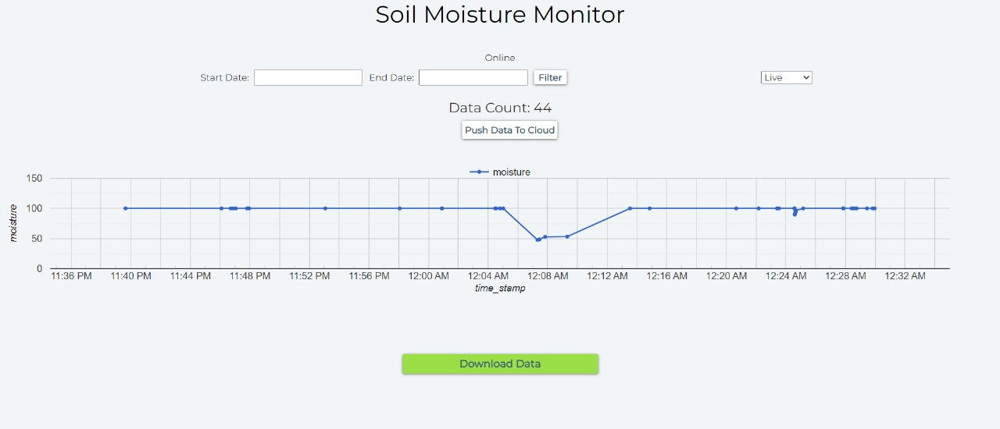 Soil Moisture Monitor
Online
Start Date: End Date: Filter Live
Data Count: 44
Push Data To Cloud
moisture
150
100
50
0
moisture
11:36 PM 11:40 PM 11:44 PM 11:48 PM 11:52 PM 11:56 PM 12:00 AM 12:04 AM 12:08 AM 12:12 AM 12:16 AM 12:20 AM 12:24 AM 12:28 AM 12:32 AM
time_stamp
Download Data